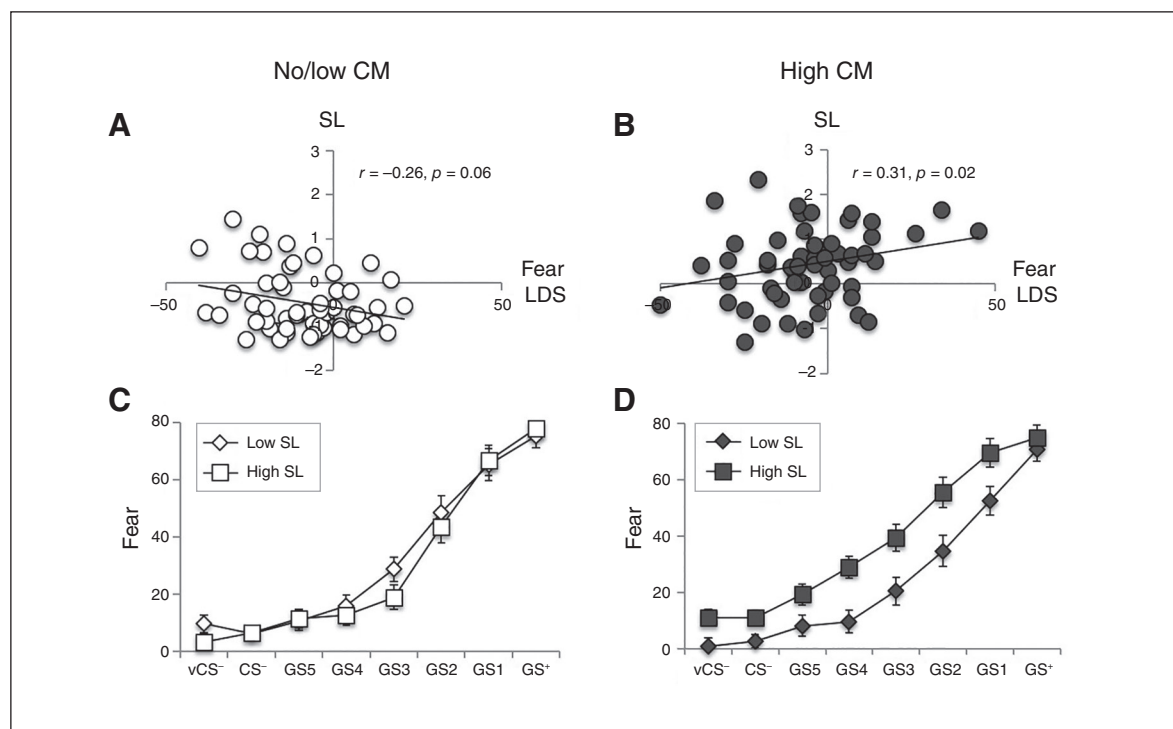 No/low CM
High CM
A
SL
B
SL
3
2
1
0
–2
–50
50
r = –0.26, p = 0.06
Fear
LDS
3
2
1
0
–2
50
r = 0.31, p = 0.02
Fear
LDS
C
80
60
40
20
0
Fear
Low SL
High SL
vCS–
CS–
GS5
GS4
GS3
GS2
GS1
GS+
D
80
60
40
20
0
Fear
Low SL
High SL
vCS–
CS–
GS5
GS4
GS3
GS2
GS1
GS+